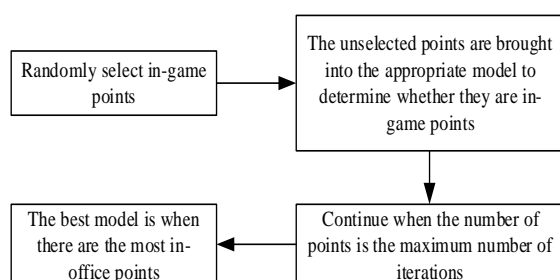 Randomly select in-game
points
The unselected points are brought
into the appropriate model to
determine whether they are in-
game points
Continue when the number of
points is the maximum number of
iterations
The best model is when
there are the most in-
office points